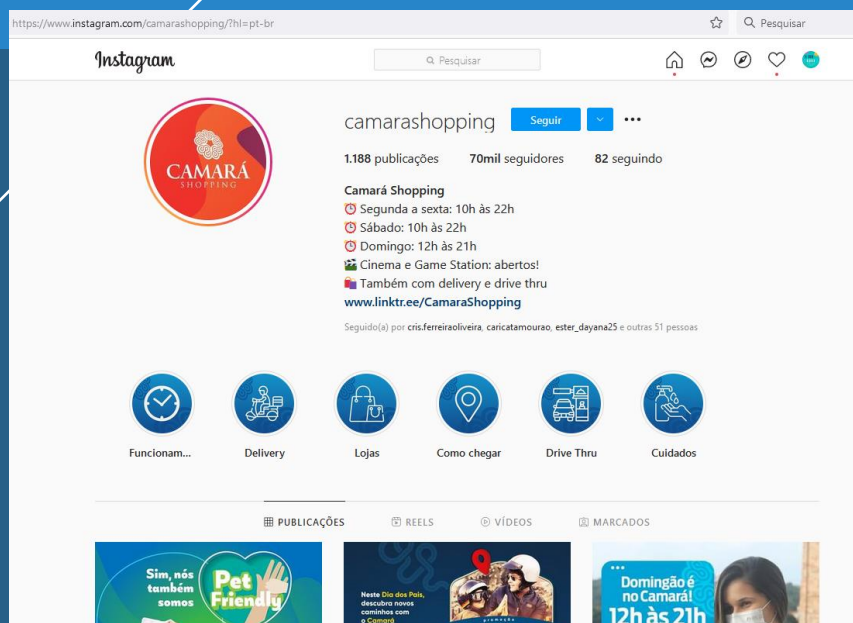 https://www.instagram.com/camarashopping/?hl=pt-br
Pesquisar
Instagram
Pesquisar
CAMARÁ
SHOPPING
camarashopping
Seguir
1.188 publicações 70mil seguidores 82 seguindo
Camará Shopping
Segunda a sexta: 10h às 22h
Sábado: 10h às 22h
Domingo: 12h às 21h
Cinema e Game Station: abertos!
Também com delivery e drive thru
www.linktr.ee/CamaraShopping
Seguido(a) por cris.ferreiraoliveira, caricatamourao, ester_dayana25 e outras 51 pessoas
Funcionam...
Delivery
Lojas
Como chegar
Drive Thru
Cuidados
PUBLICAÇÕES
REELS
VÍDEOS
MARCADOS
Sim, nós
também
somos
Pet
Friendly
Neste Dia dos Pais,
descubra novos
caminhos com
o Camará
promoção
Domingão é
no Camará!
12h às 21h